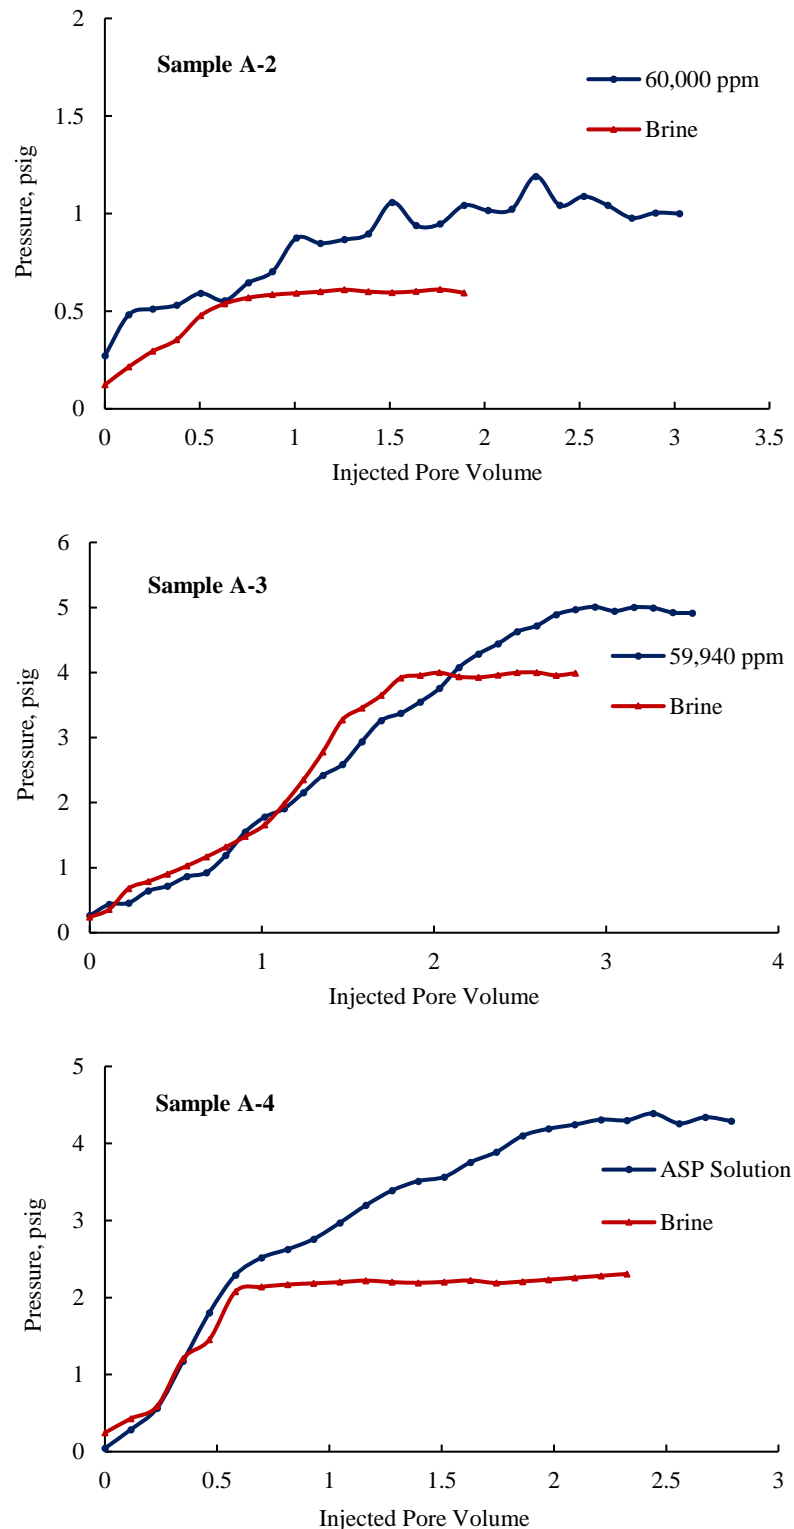 2
Sample A-2
60,000 ppm
1.5
Brine
Pressure, psig
1
0.5
0
0 0.5 1 1.5 2 2.5 3 3.5
Injected Pore Volume
6
Sample A-3
5
59,940 ppm
4
Brine
Pressure, psig
3
2
1
0
0 1 2 3 4
Injected Pore Volume
5
Sample A-4
4
ASP Solution
Brine
3
Pressure, psig
2
1
0
0 0.5 1 1.5 2 2.5 3
Injected Pore Volume